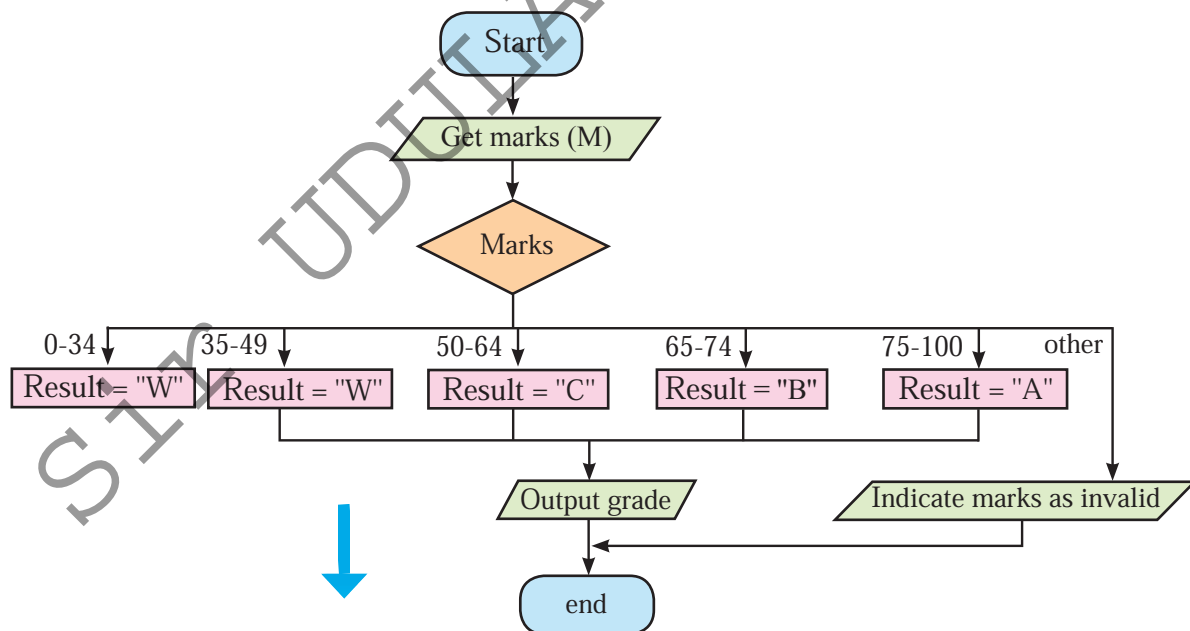 Start
Get marks (M)
Marks
0-34
35-49
50-64
65-74
75-100
other
Result = "W"
Result = "W"
Result = "C"
Result = "B"
Result = "A"
Output grade
Indicate marks as invalid
end
Sir UDULA